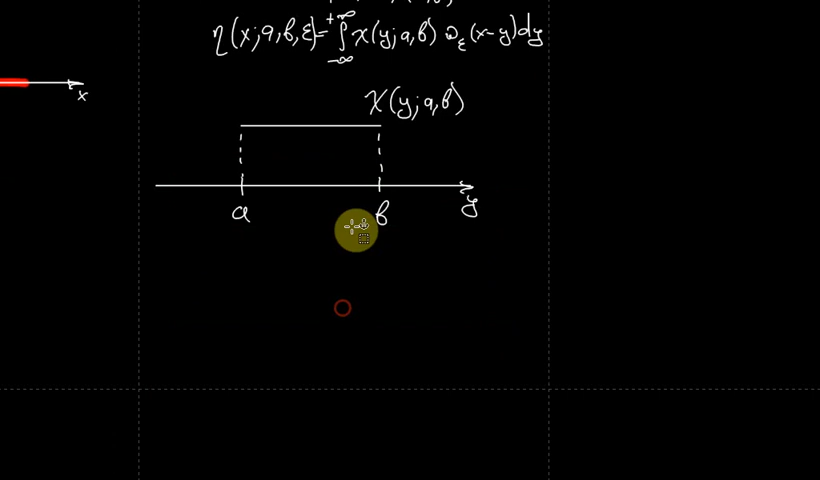 η(x;a,b,ε)=∫_{-∞}^{+∞} χ(y;a,b) ω_ε(x-y)dy
x
χ(y;a,b)
a b y